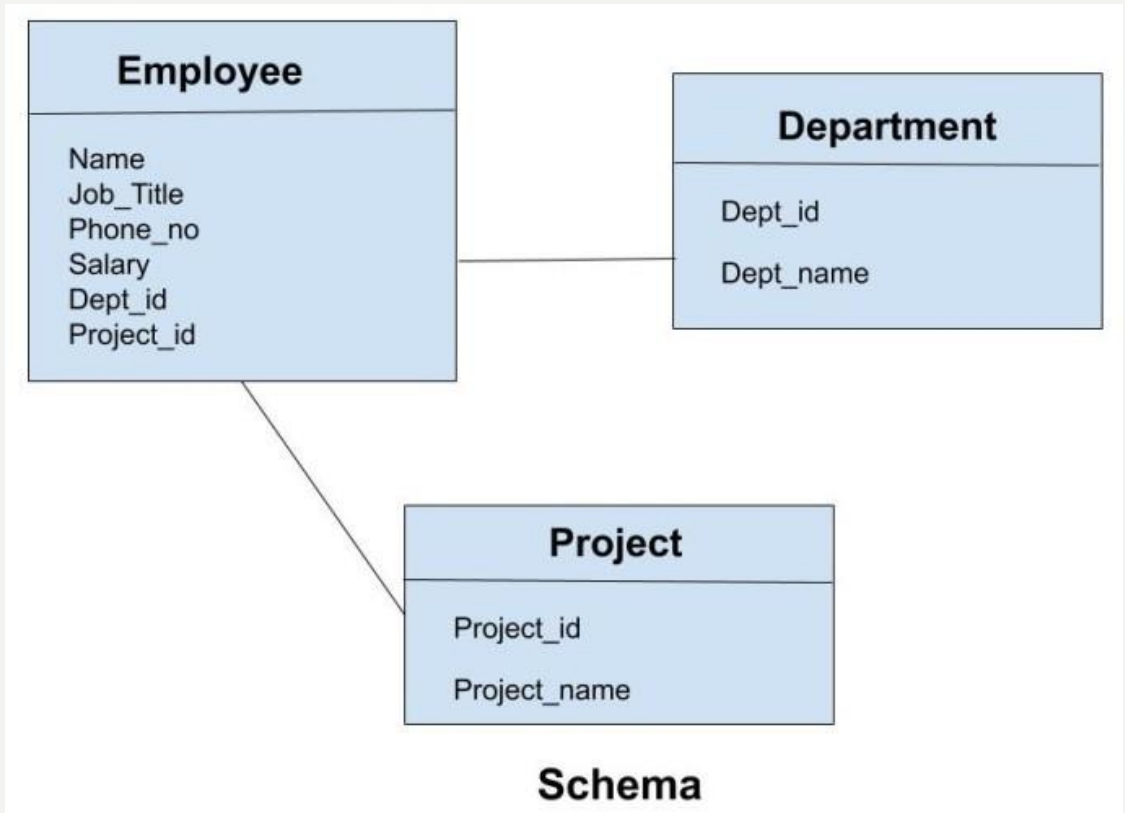 Employee
Name
Job_Title
Phone_no
Salary
Dept_id
Project_id
Department
Dept_id
Dept_name
Project
Project_id
Project_name
Schema